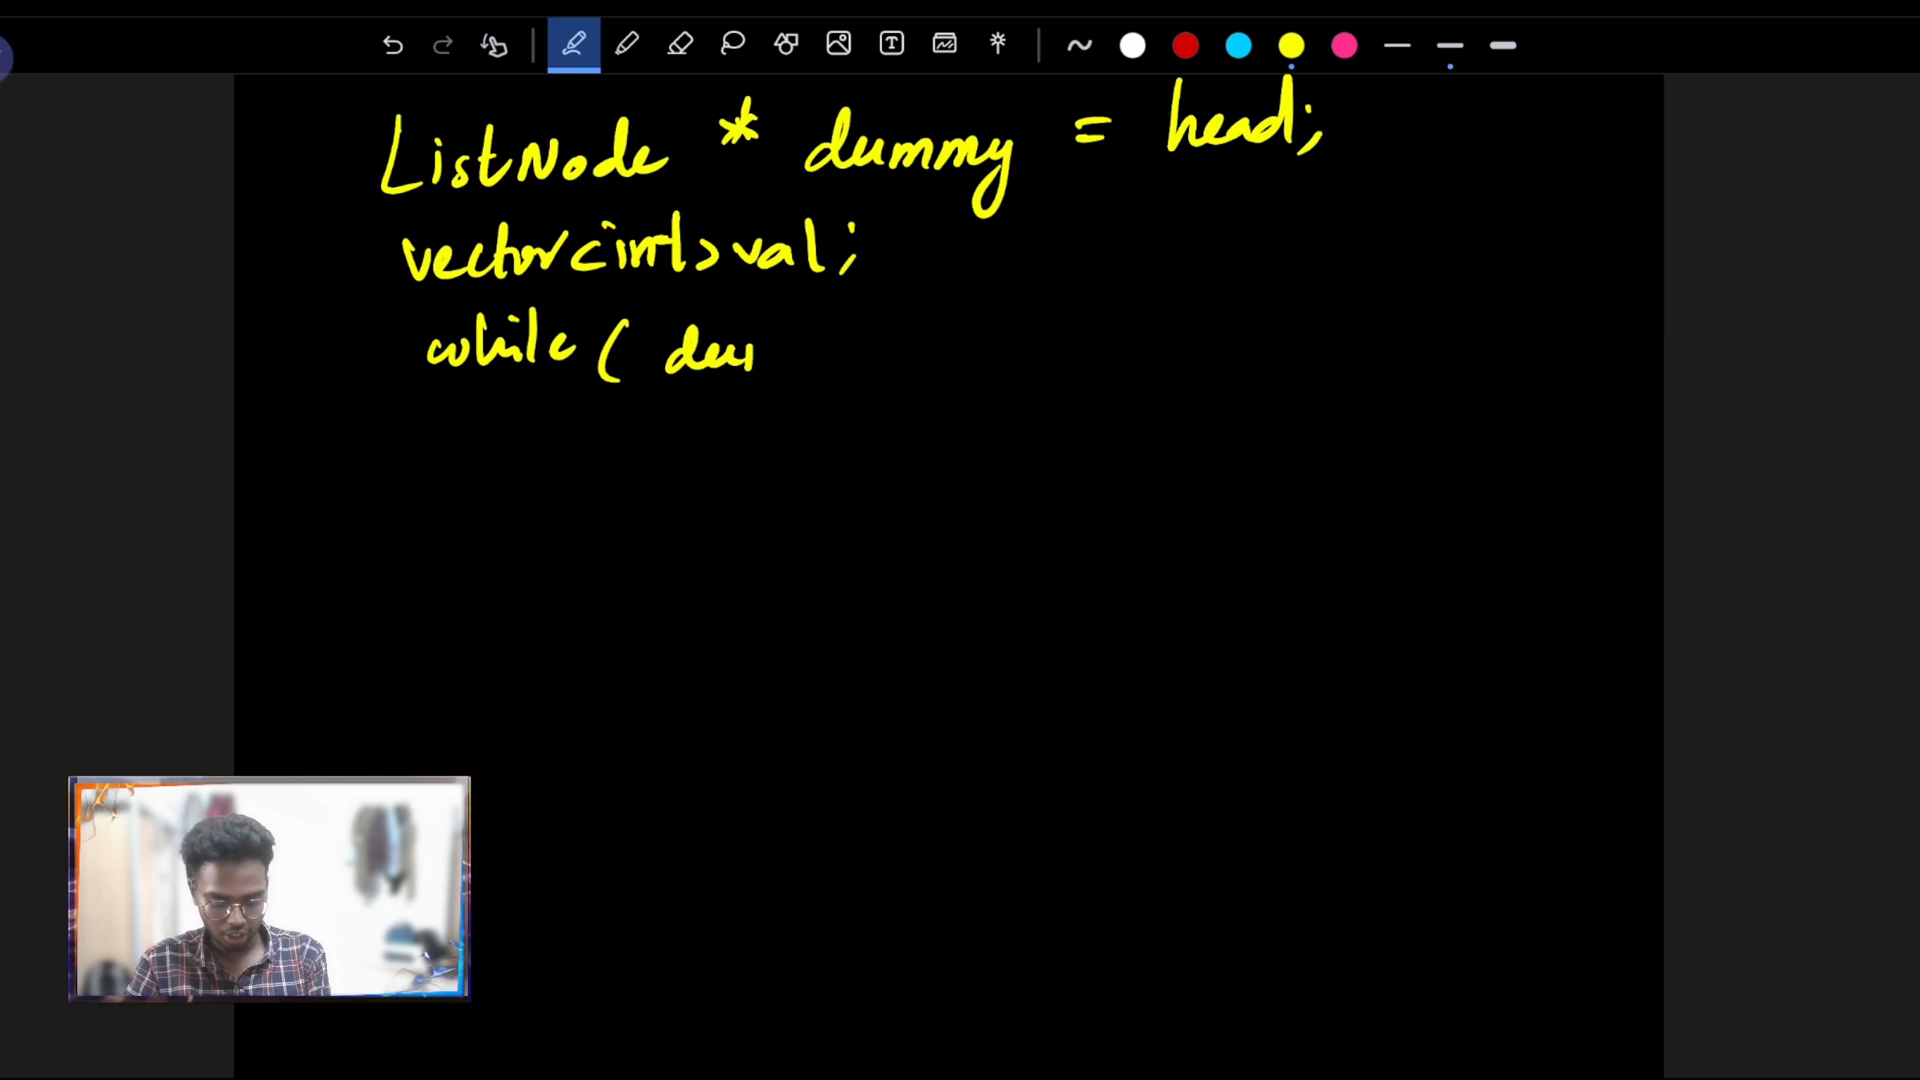 ListNode * dummy = head;
vector<int>val;
while ( dum